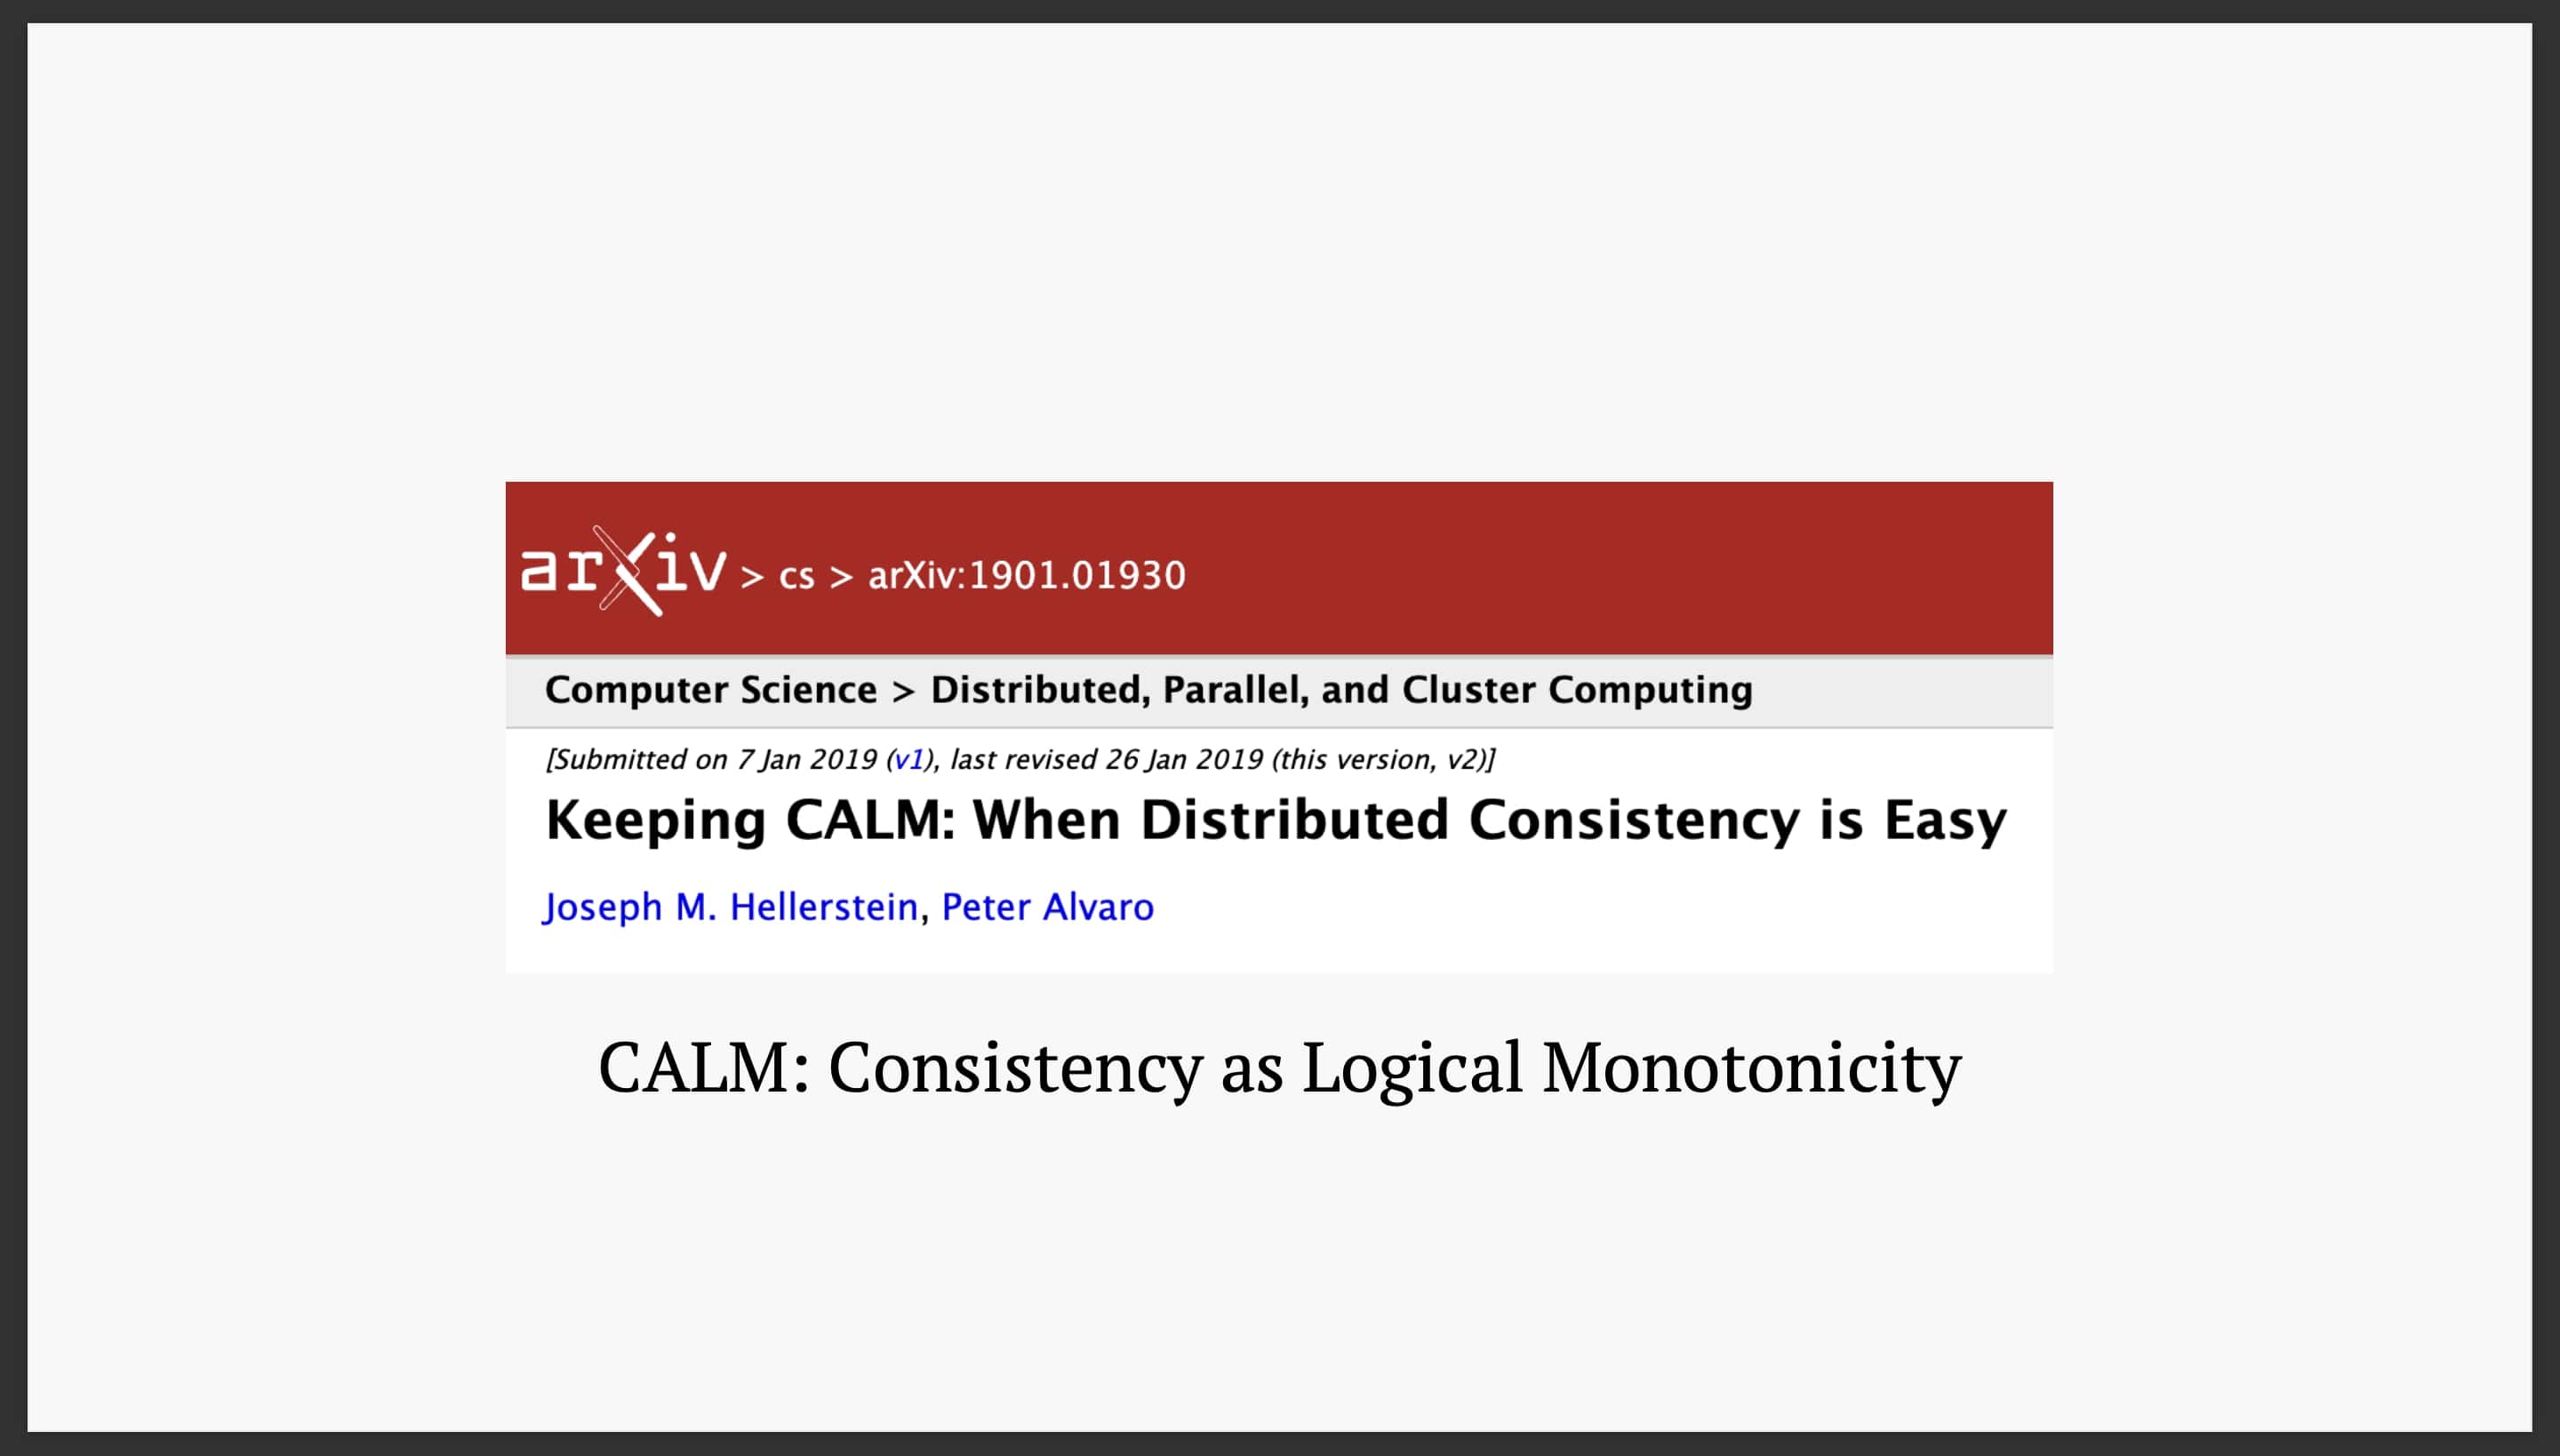 arXiv > cs > arXiv:1901.01930
Computer Science > Distributed, Parallel, and Cluster Computing
[Submitted on 7 Jan 2019 (v1), last revised 26 Jan 2019 (this version, v2)]
Keeping CALM: When Distributed Consistency is Easy
Joseph M. Hellerstein, Peter Alvaro
CALM: Consistency as Logical Monotonicity